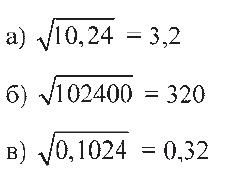 а) √10,24 = 3,2
б) √102400 = 320
в) √0,1024 = 0,32